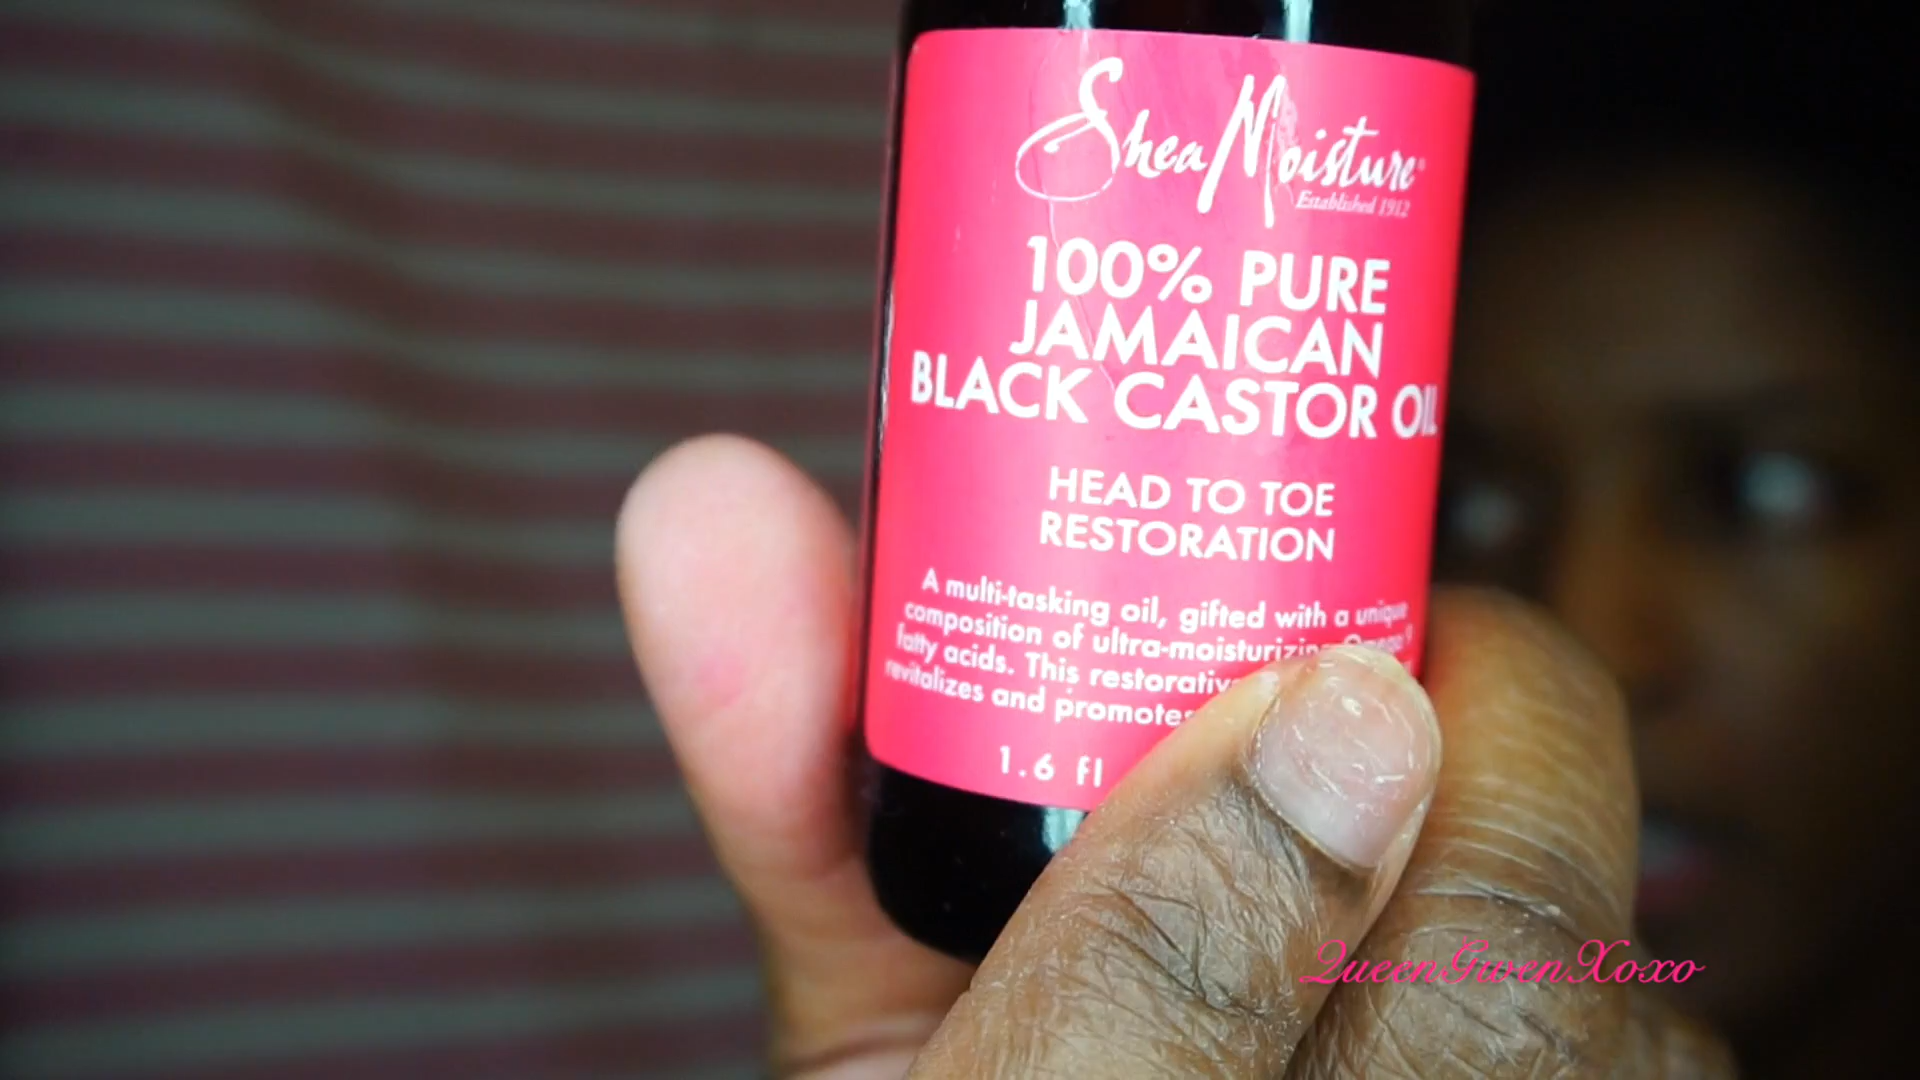 SheaMoisture
Established 1912
100% PURE
JAMAICAN
BLACK CASTOR OIL
HEAD TO TOE
RESTORATION
A multi-tasking oil, gifted with a unique
composition of ultra-moisturizing Omega-9
fatty acids. This restorative
revitalizes and promotes
1.6 fl
QueenGwenXoxo